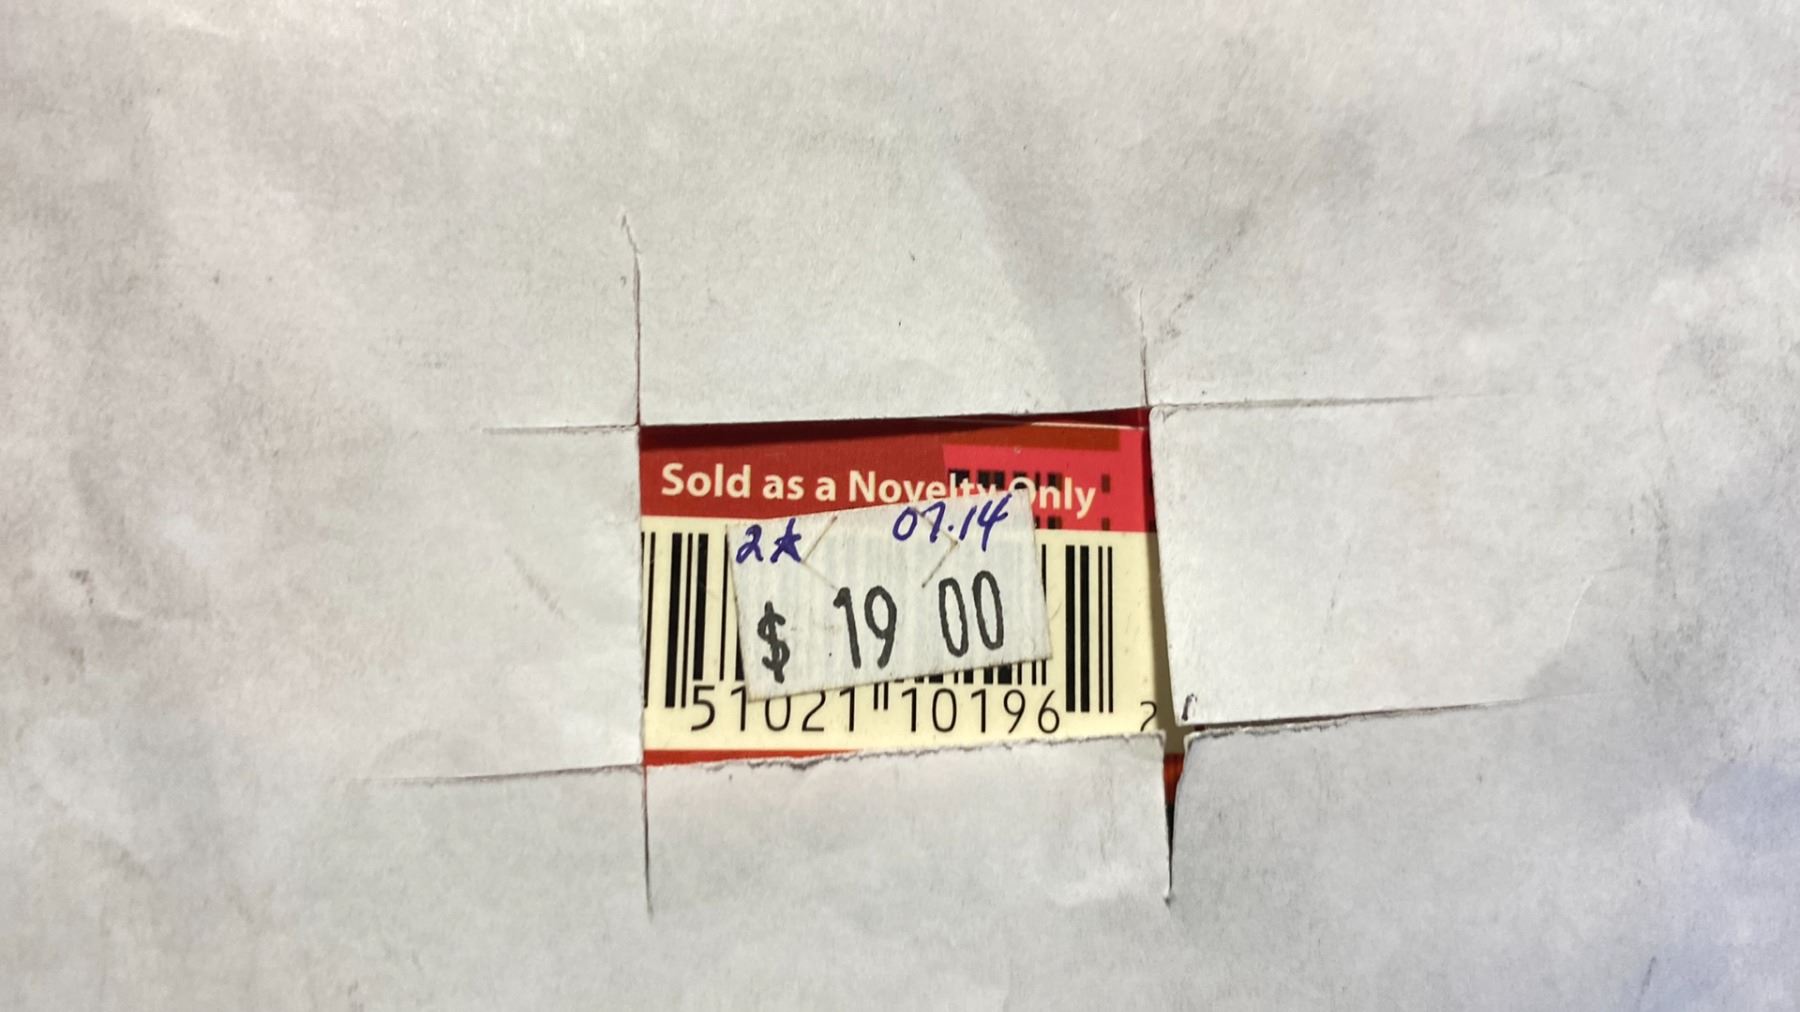 Sold as a Novelty Only
2★ 07.14
$ 19 00
51021 10196